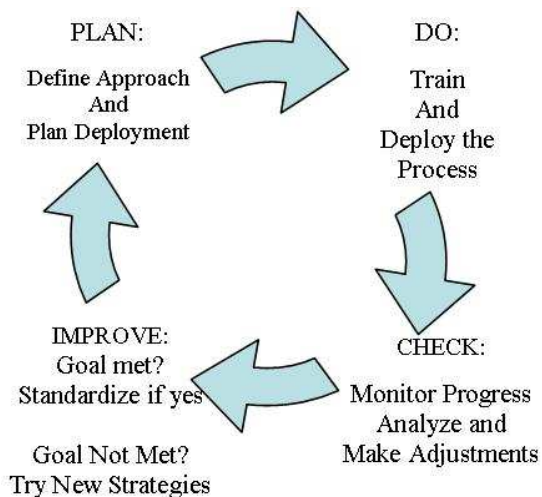 PLAN:
Define Approach
And
Plan Deployment
DO:
Train
And
Deploy the
Process
CHECK:
Monitor Progress
Analyze and
Make Adjustments
IMPROVE:
Goal met?
Standardize if yes
Goal Not Met?
Try New Strategies